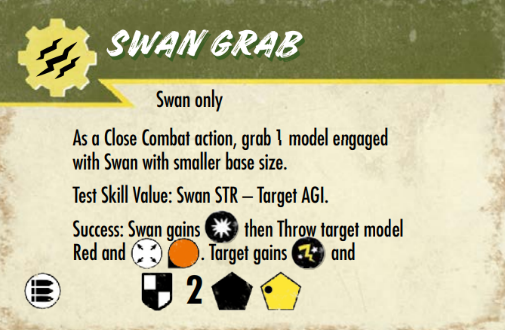 SWAN GRAB
Swan only
As a Close Combat action, grab 1 model engaged
with Swan with smaller base size.
Test Skill Value: Swan STR – Target AGI.
Success: Swan gains then Throw target model
Red and . Target gains and
2